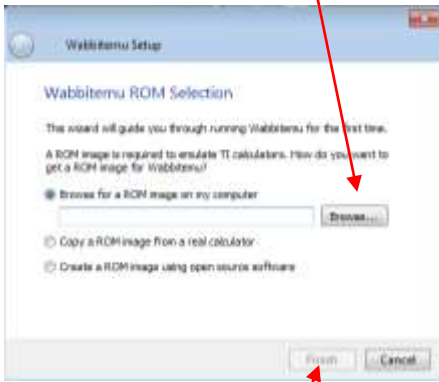 Wabbitemu Setup
Wabbitemu ROM Selection
This wizard will guide you through running Wabbitemu for the first time.
A ROM image is required to emulate TI calculators. How do you want to
get a ROM image for Wabbitemu?
Browse for a ROM image on my computer
Browse...
Copy a ROM image from a real calculator
Create a ROM image using open source software
Finish Cancel